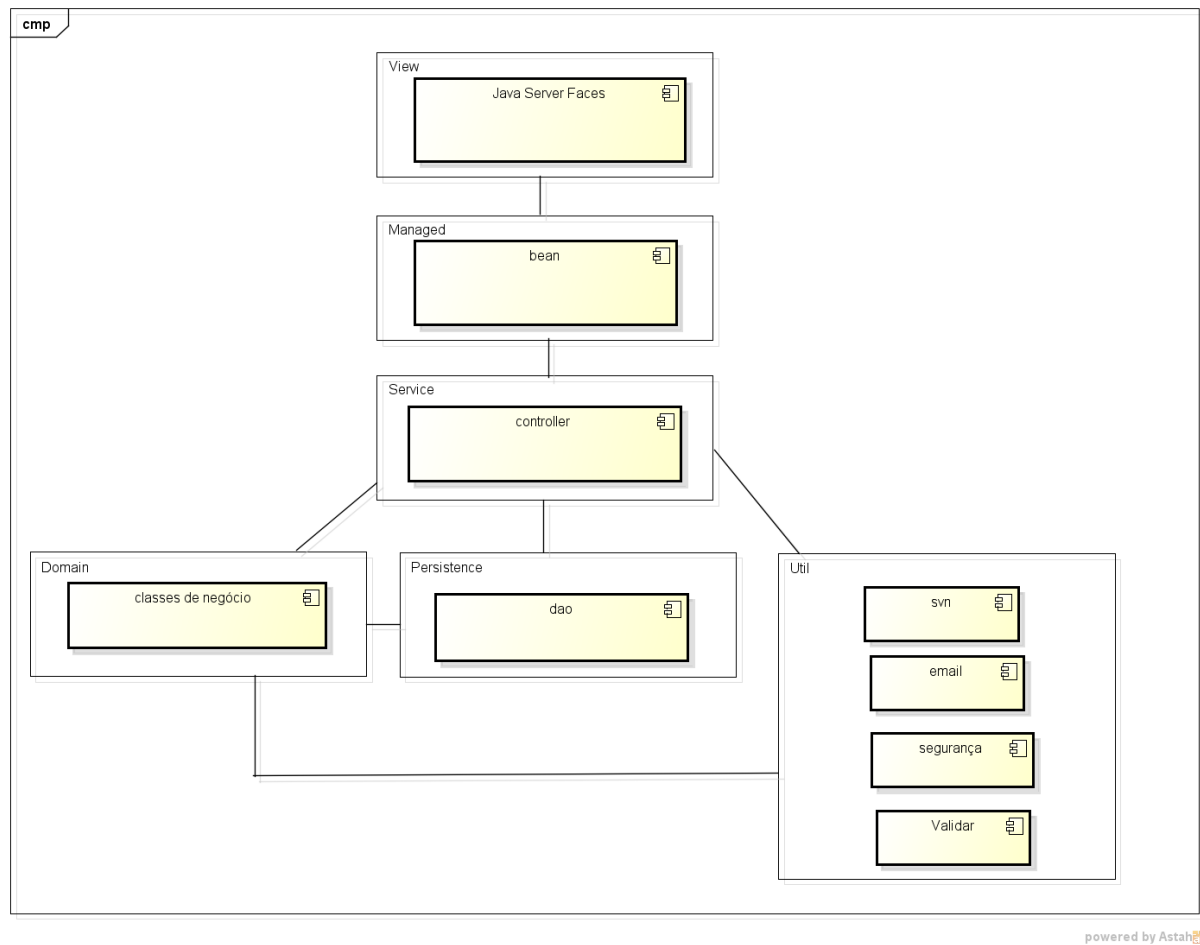 cmp
View
Java Server Faces
Managed
bean
Service
controller
Domain
classes de negócio
Persistence
dao
Util
svn
email
segurança
Validar
powered by Astah